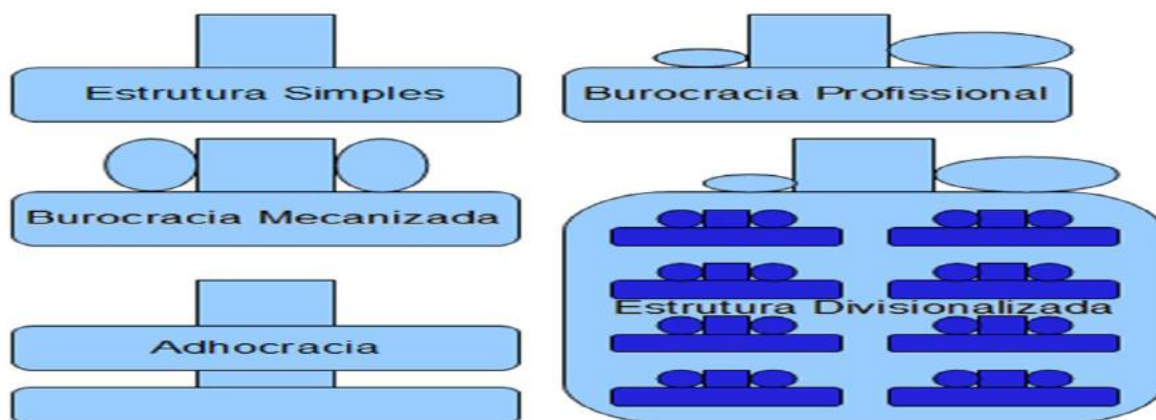 Estrutura Simples
Burocracia Profissional
Burocracia Mecanizada
Estrutura Divisionalizada
Adhocracia